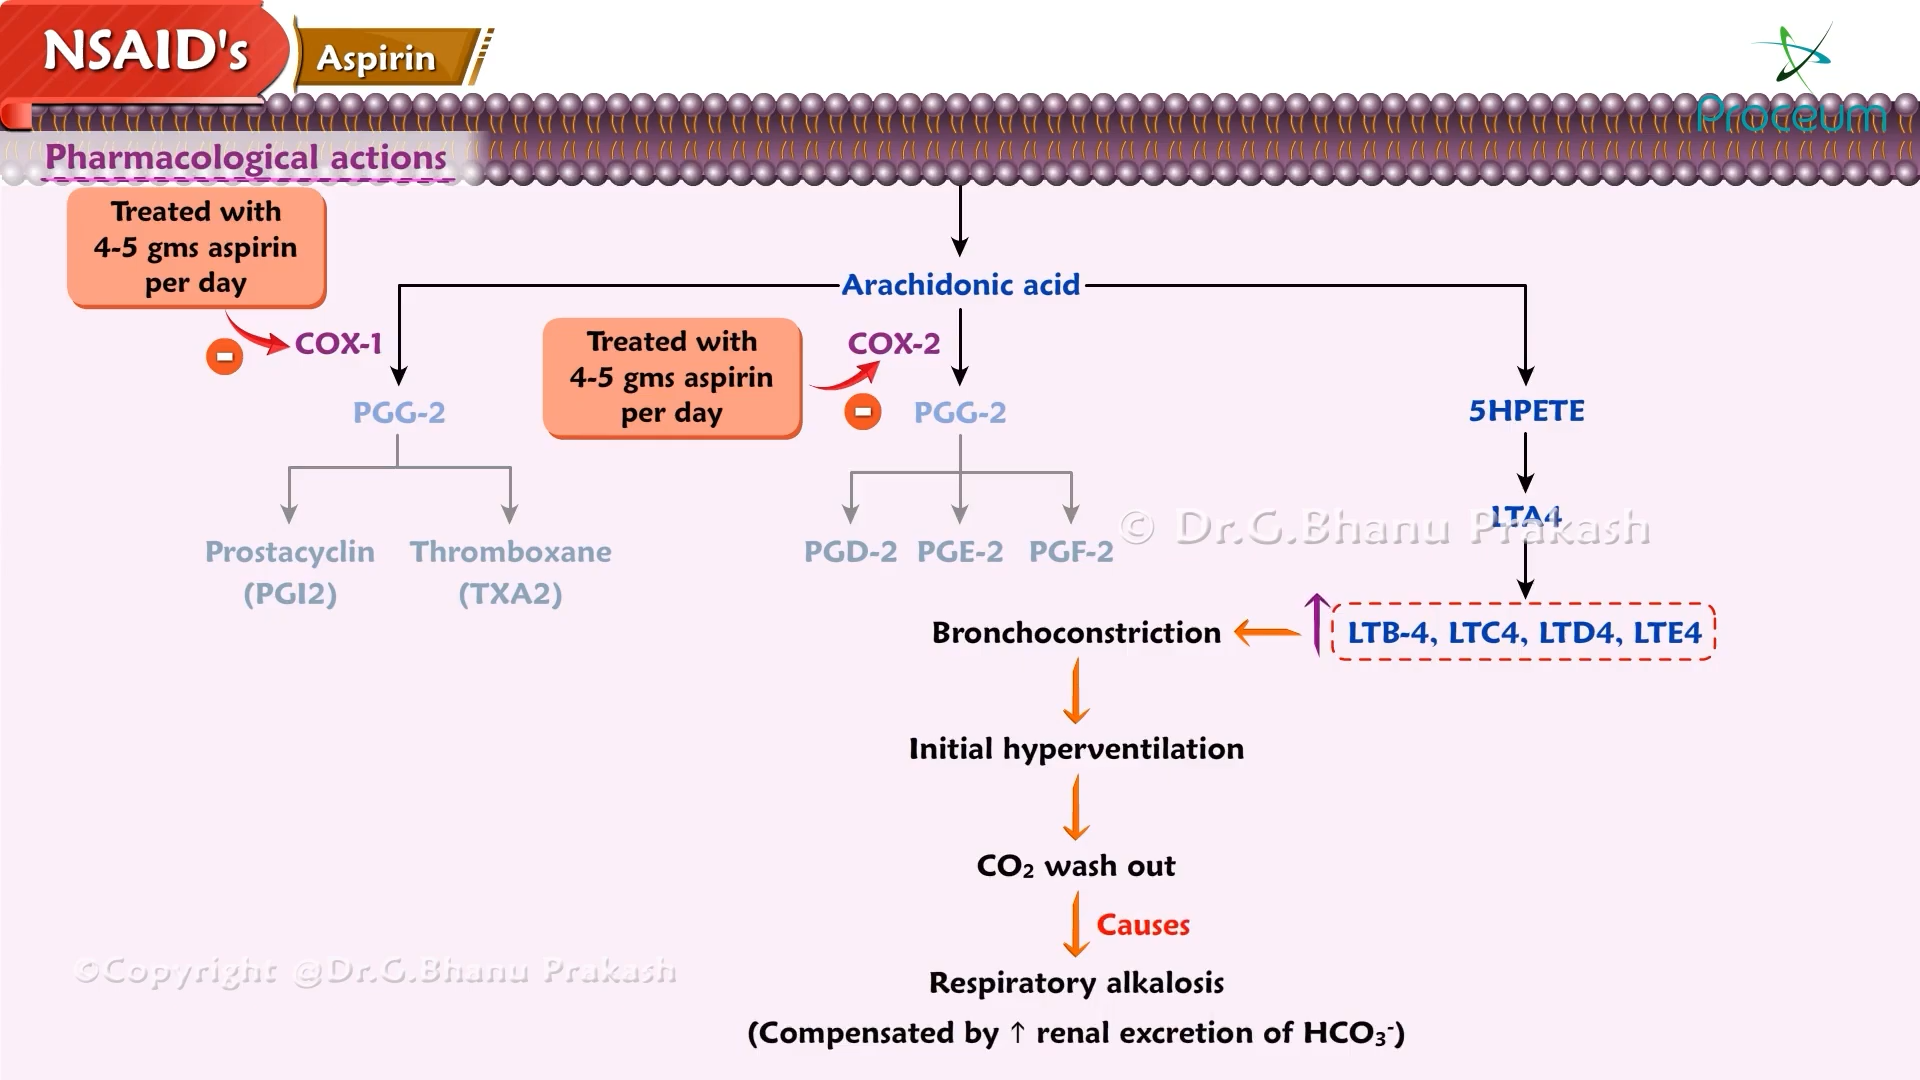 NSAID's
Aspirin
Proceum
Pharmacological actions
Treated with
4-5 gms aspirin
per day
Arachidonic acid
COX-1
Treated with
4-5 gms aspirin
per day
COX-2
PGG-2
PGG-2
5HPETE
LTA4
© Dr.G.Bhanu Prakash
Prostacyclin
(PGI2)
Thromboxane
(TXA2)
PGD-2 PGE-2 PGF-2
Bronchoconstriction
LTB-4, LTC4, LTD4, LTE4
Initial hyperventilation
CO₂ wash out
Causes
©Copyright @Dr.G.Bhanu Prakash
Respiratory alkalosis
(Compensated by ↑ renal excretion of HCO₃⁻)